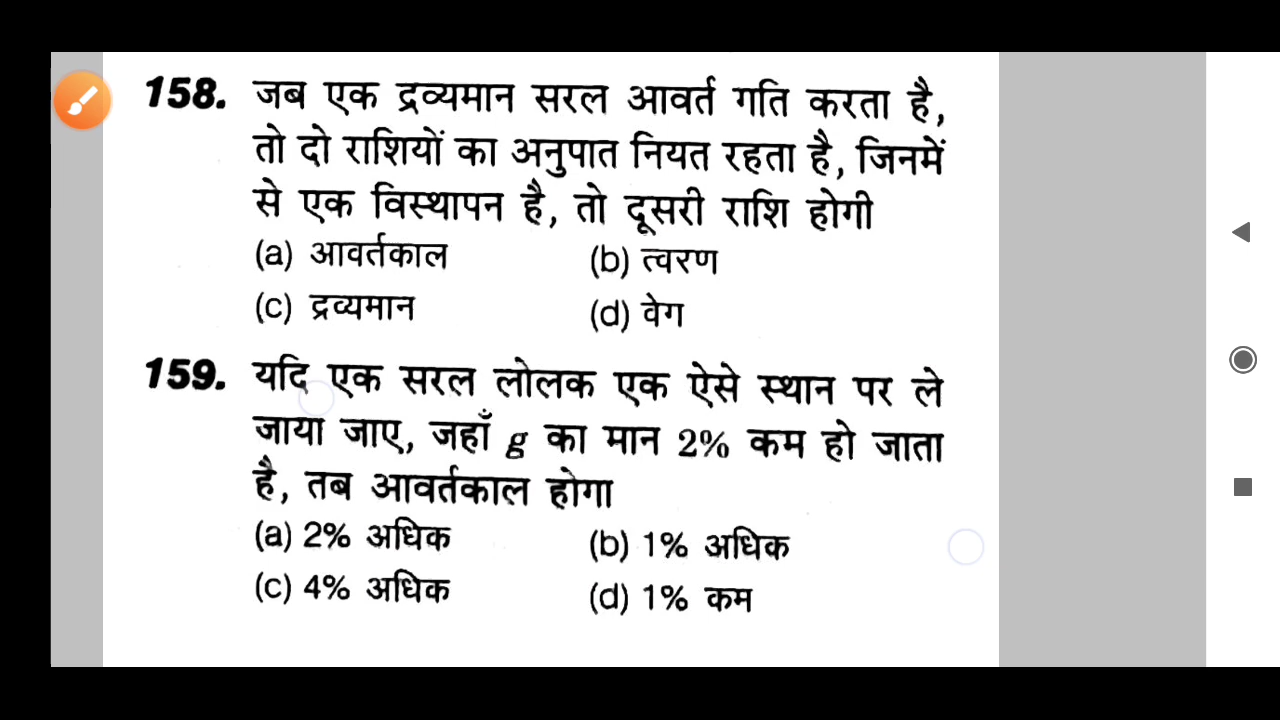 158. जब एक द्रव्यमान सरल आवर्त गति करता है,
तो दो राशियों का अनुपात नियत रहता है, जिनमें
से एक विस्थापन है, तो दूसरी राशि होगी
(a) आवर्तकाल (b) त्वरण
(c) द्रव्यमान (d) वेग
159. यदि एक सरल लोलक एक ऐसे स्थान पर ले
जाया जाए, जहाँ g का मान 2% कम हो जाता
है, तब आवर्तकाल होगा
(a) 2% अधिक (b) 1% अधिक
(c) 4% अधिक (d) 1% कम